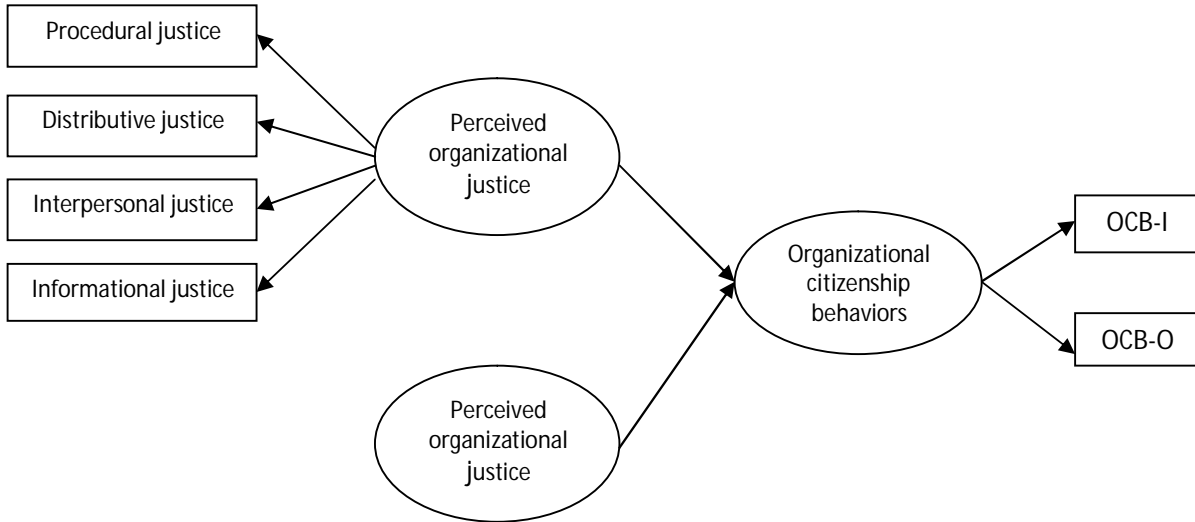 Procedural justice
Distributive justice
Interpersonal justice
Informational justice
Perceived
organizational
justice
Perceived
organizational
justice
Organizational
citizenship
behaviors
OCB-I
OCB-O